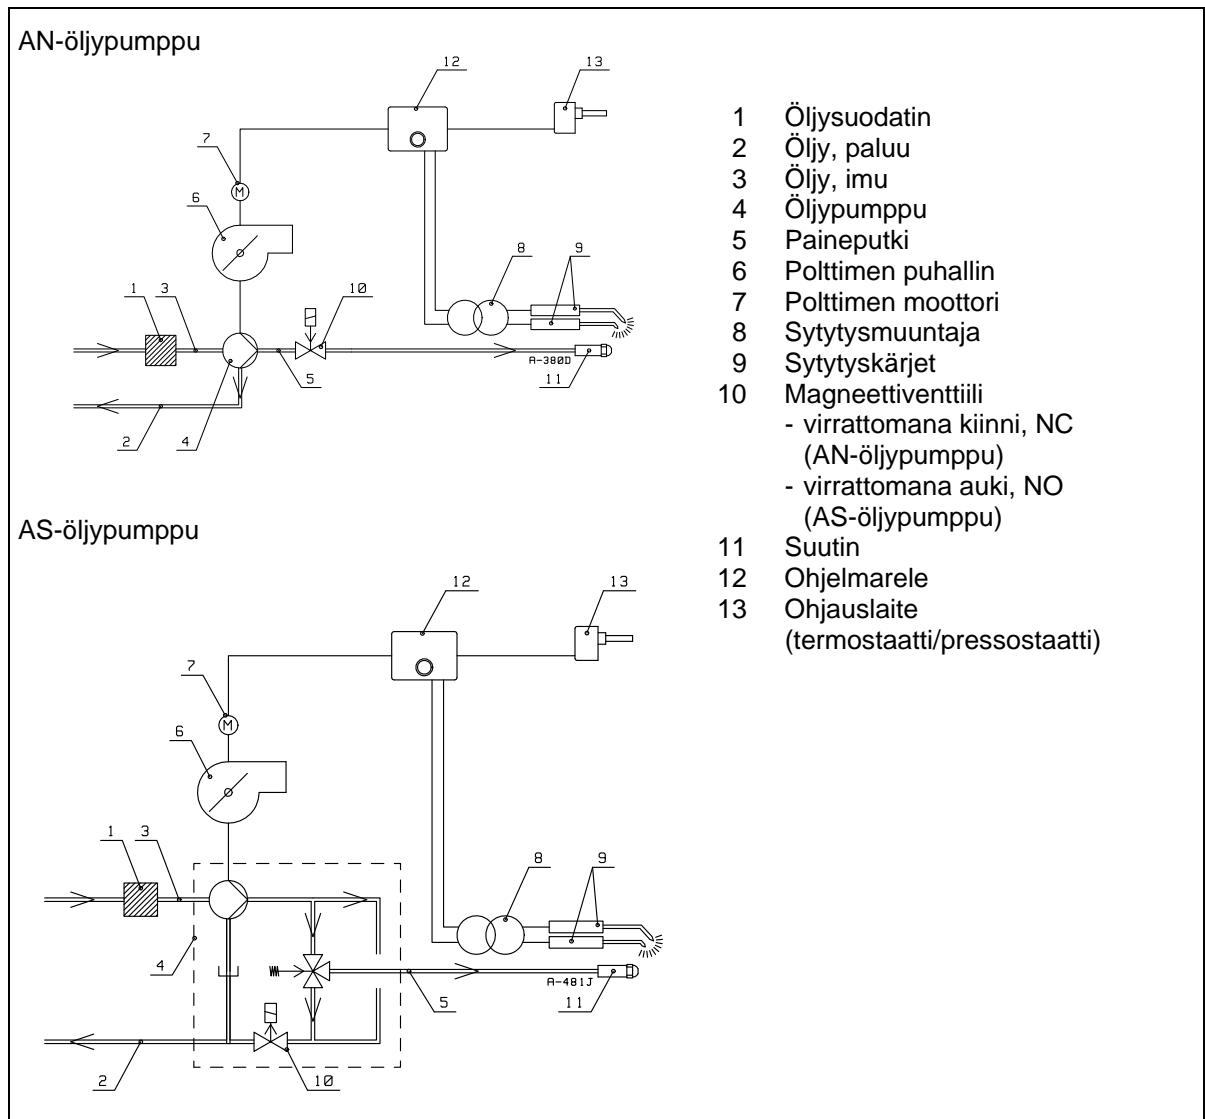 AN-öljypumppu
12
13
7
M
6
8
9
1
3
10
A-380D
5
11
2
4
1 Öljysuodatin
2 Öljy, paluu
3 Öljy, imu
4 Öljypumppu
5 Paineputki
6 Polttimen puhallin
7 Polttimen moottori
8 Sytytysmuuntaja
9 Sytytyskärjet
10 Magneettiventtiili
- virrattomana kiinni, NC
(AN-öljypumppu)
- virrattomana auki, NO
(AS-öljypumppu)
11 Suutin
12 Ohjelmarele
13 Ohjauslaite
(termostaatti/pressostaatti)
AS-öljypumppu
12
13
7
M
6
1
3
8
9
4
A-481J
5
11
2
10